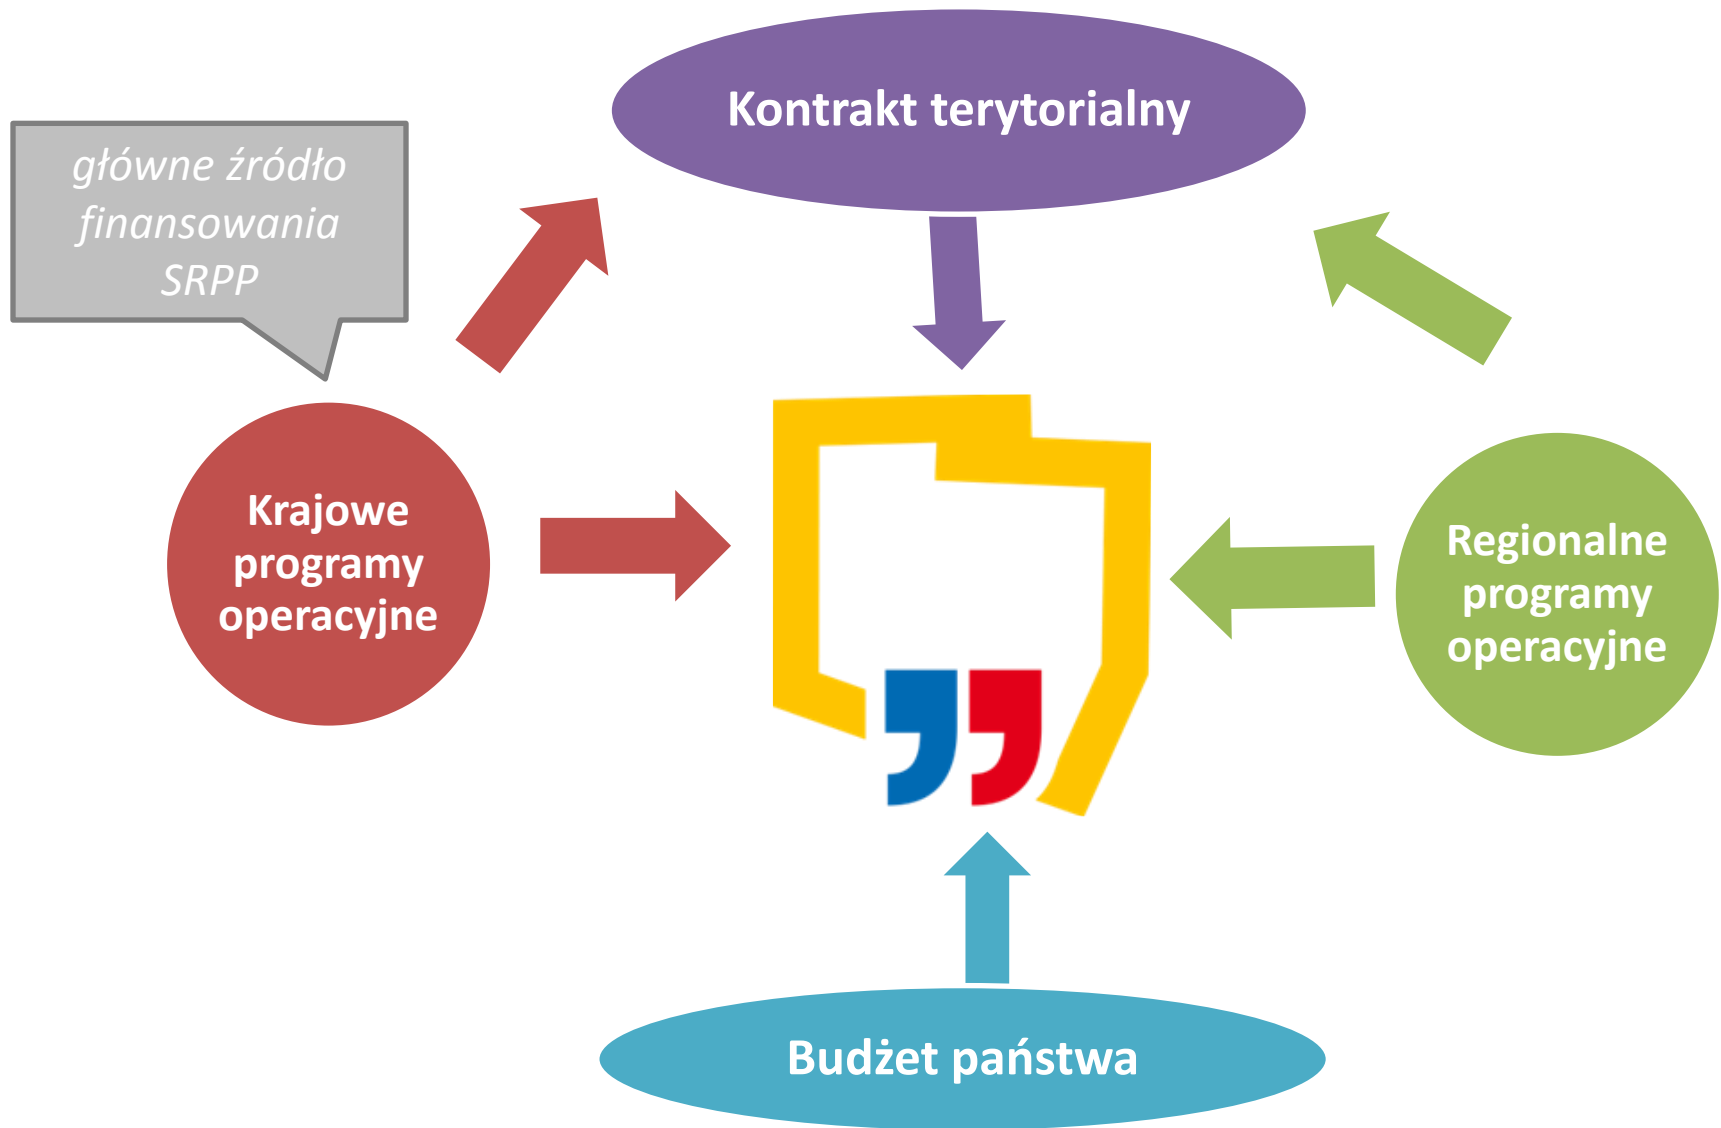 Kontrakt terytorialny
główne źródło
finansowania
SRPP
Krajowe
programy
operacyjne
Regionalne
programy
operacyjne
Budżet państwa